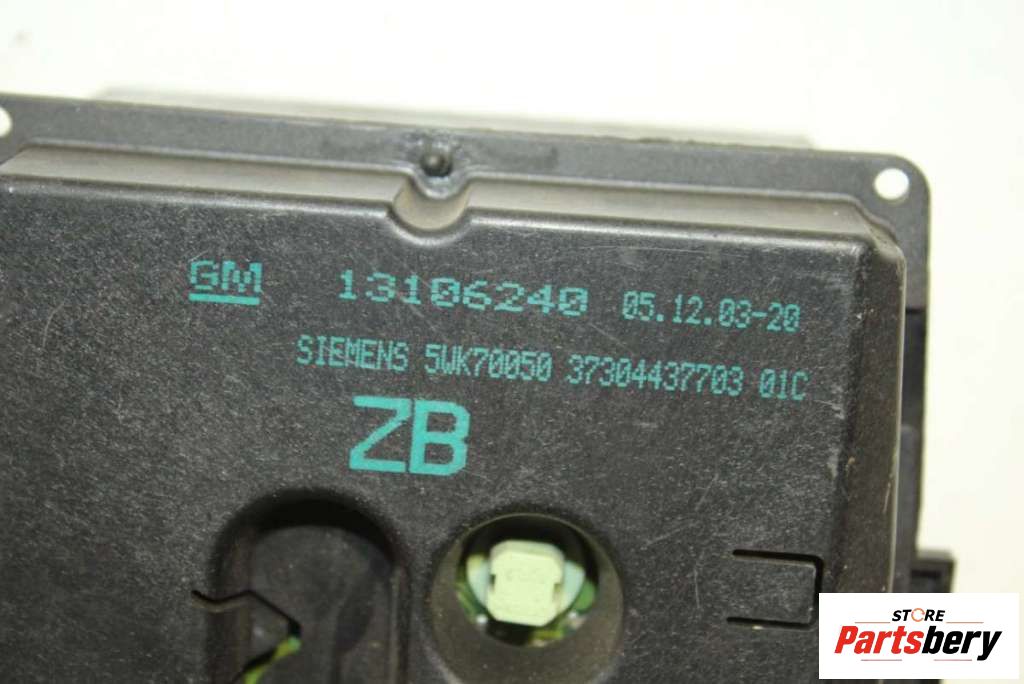 GM 13106240 05.12.03-20
SIEMENS 5WK70050 37304437703 01C
ZB
STORE
Partsbery